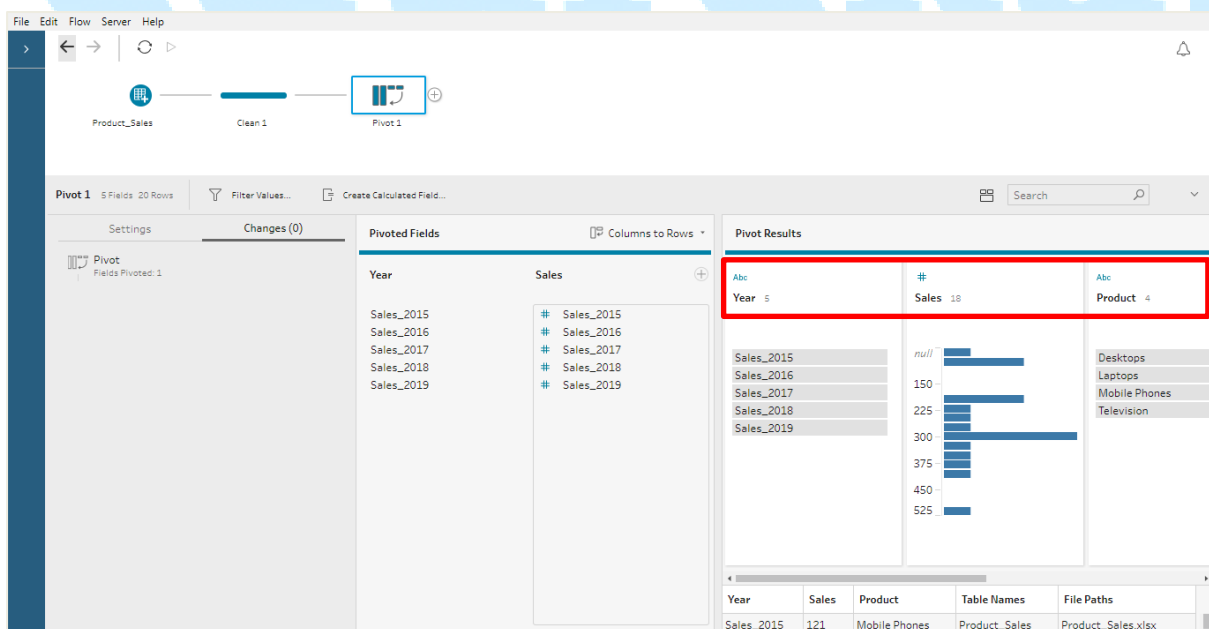 File Edit Flow Server Help
Product_Sales Clean 1 Pivot 1
Pivot 1 5 Fields 20 Rows Filter Values... Create Calculated Field... Search
Settings Changes (0)
Pivot
Fields Pivoted: 1
Pivoted Fields Columns to Rows
Year Sales
Sales_2015 # Sales_2015
Sales_2016 # Sales_2016
Sales_2017 # Sales_2017
Sales_2018 # Sales_2018
Sales_2019 # Sales_2019
Pivot Results
Abc # Abc
Year 5 Sales 18 Product 4
Sales_2015
Sales_2016
Sales_2017
Sales_2018
Sales_2019
null
150
225
300
375
450
525
Desktops
Laptops
Mobile Phones
Television
Year Sales Product Table Names File Paths
Sales_2015 121 Mobile Phones Product_Sales Product_Sales.xlsx